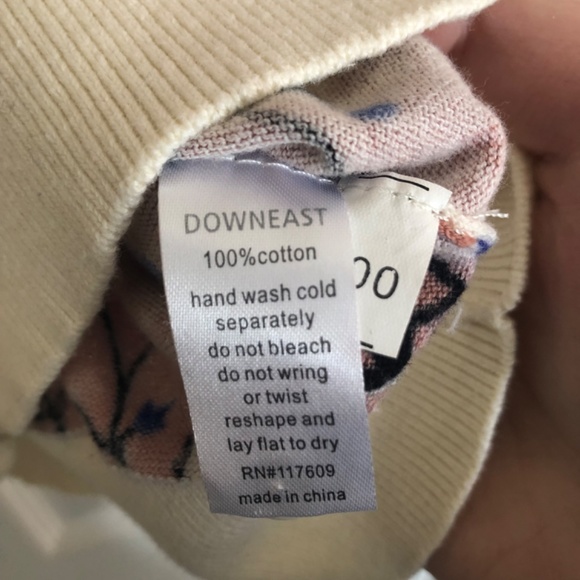 DOWNEAST
100%cotton
hand wash cold
separately
do not bleach
do not wring
or twist
reshape and
lay flat to dry
RN#117609
made in china
00